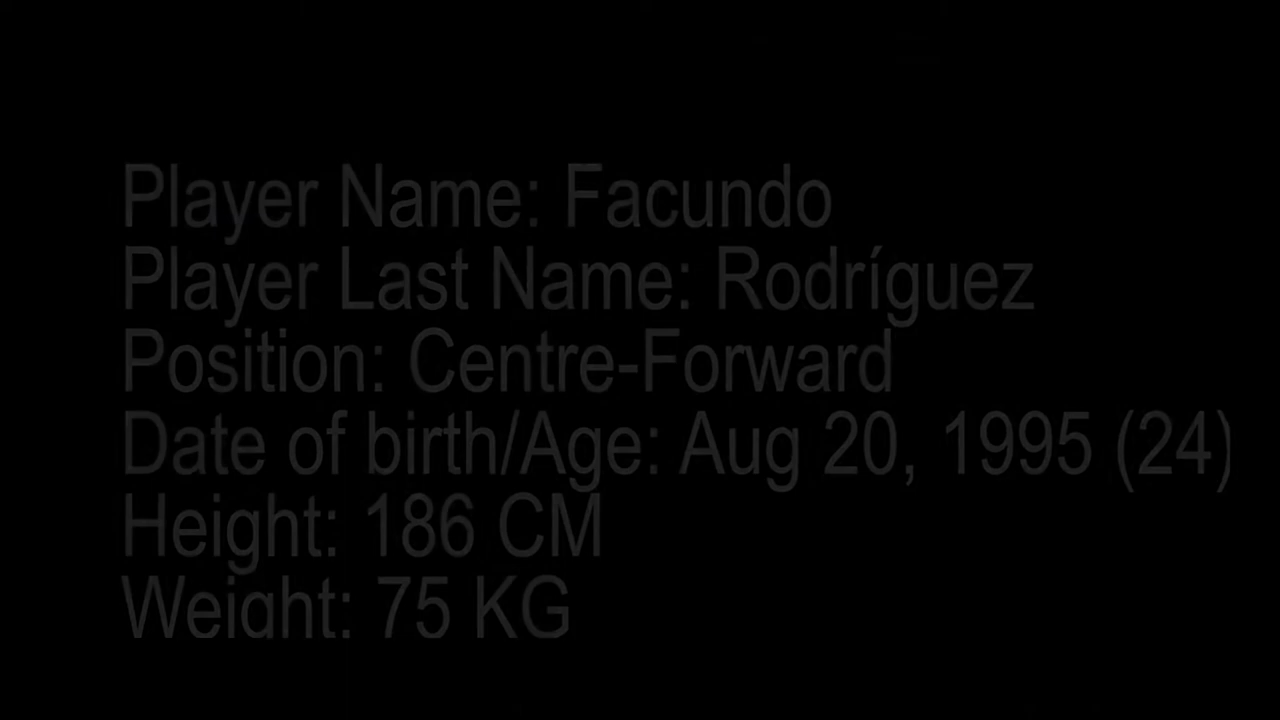 Player Name: Facundo
Player Last Name: Rodríguez
Position: Centre-Forward
Date of birth/Age: Aug 20, 1995 (24)
Height: 186 CM
Weight: 75 KG